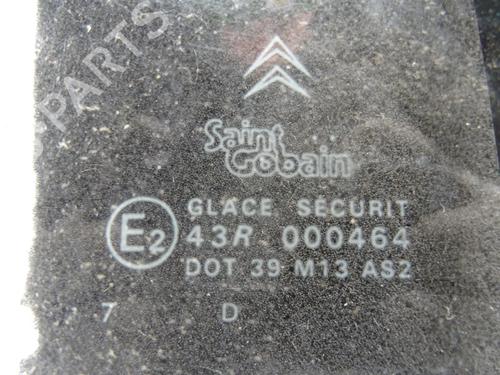 PARTS
Saint
Gobain
GLACE SECURIT
E2 43R 000464
DOT 39 M13 AS2
7 D